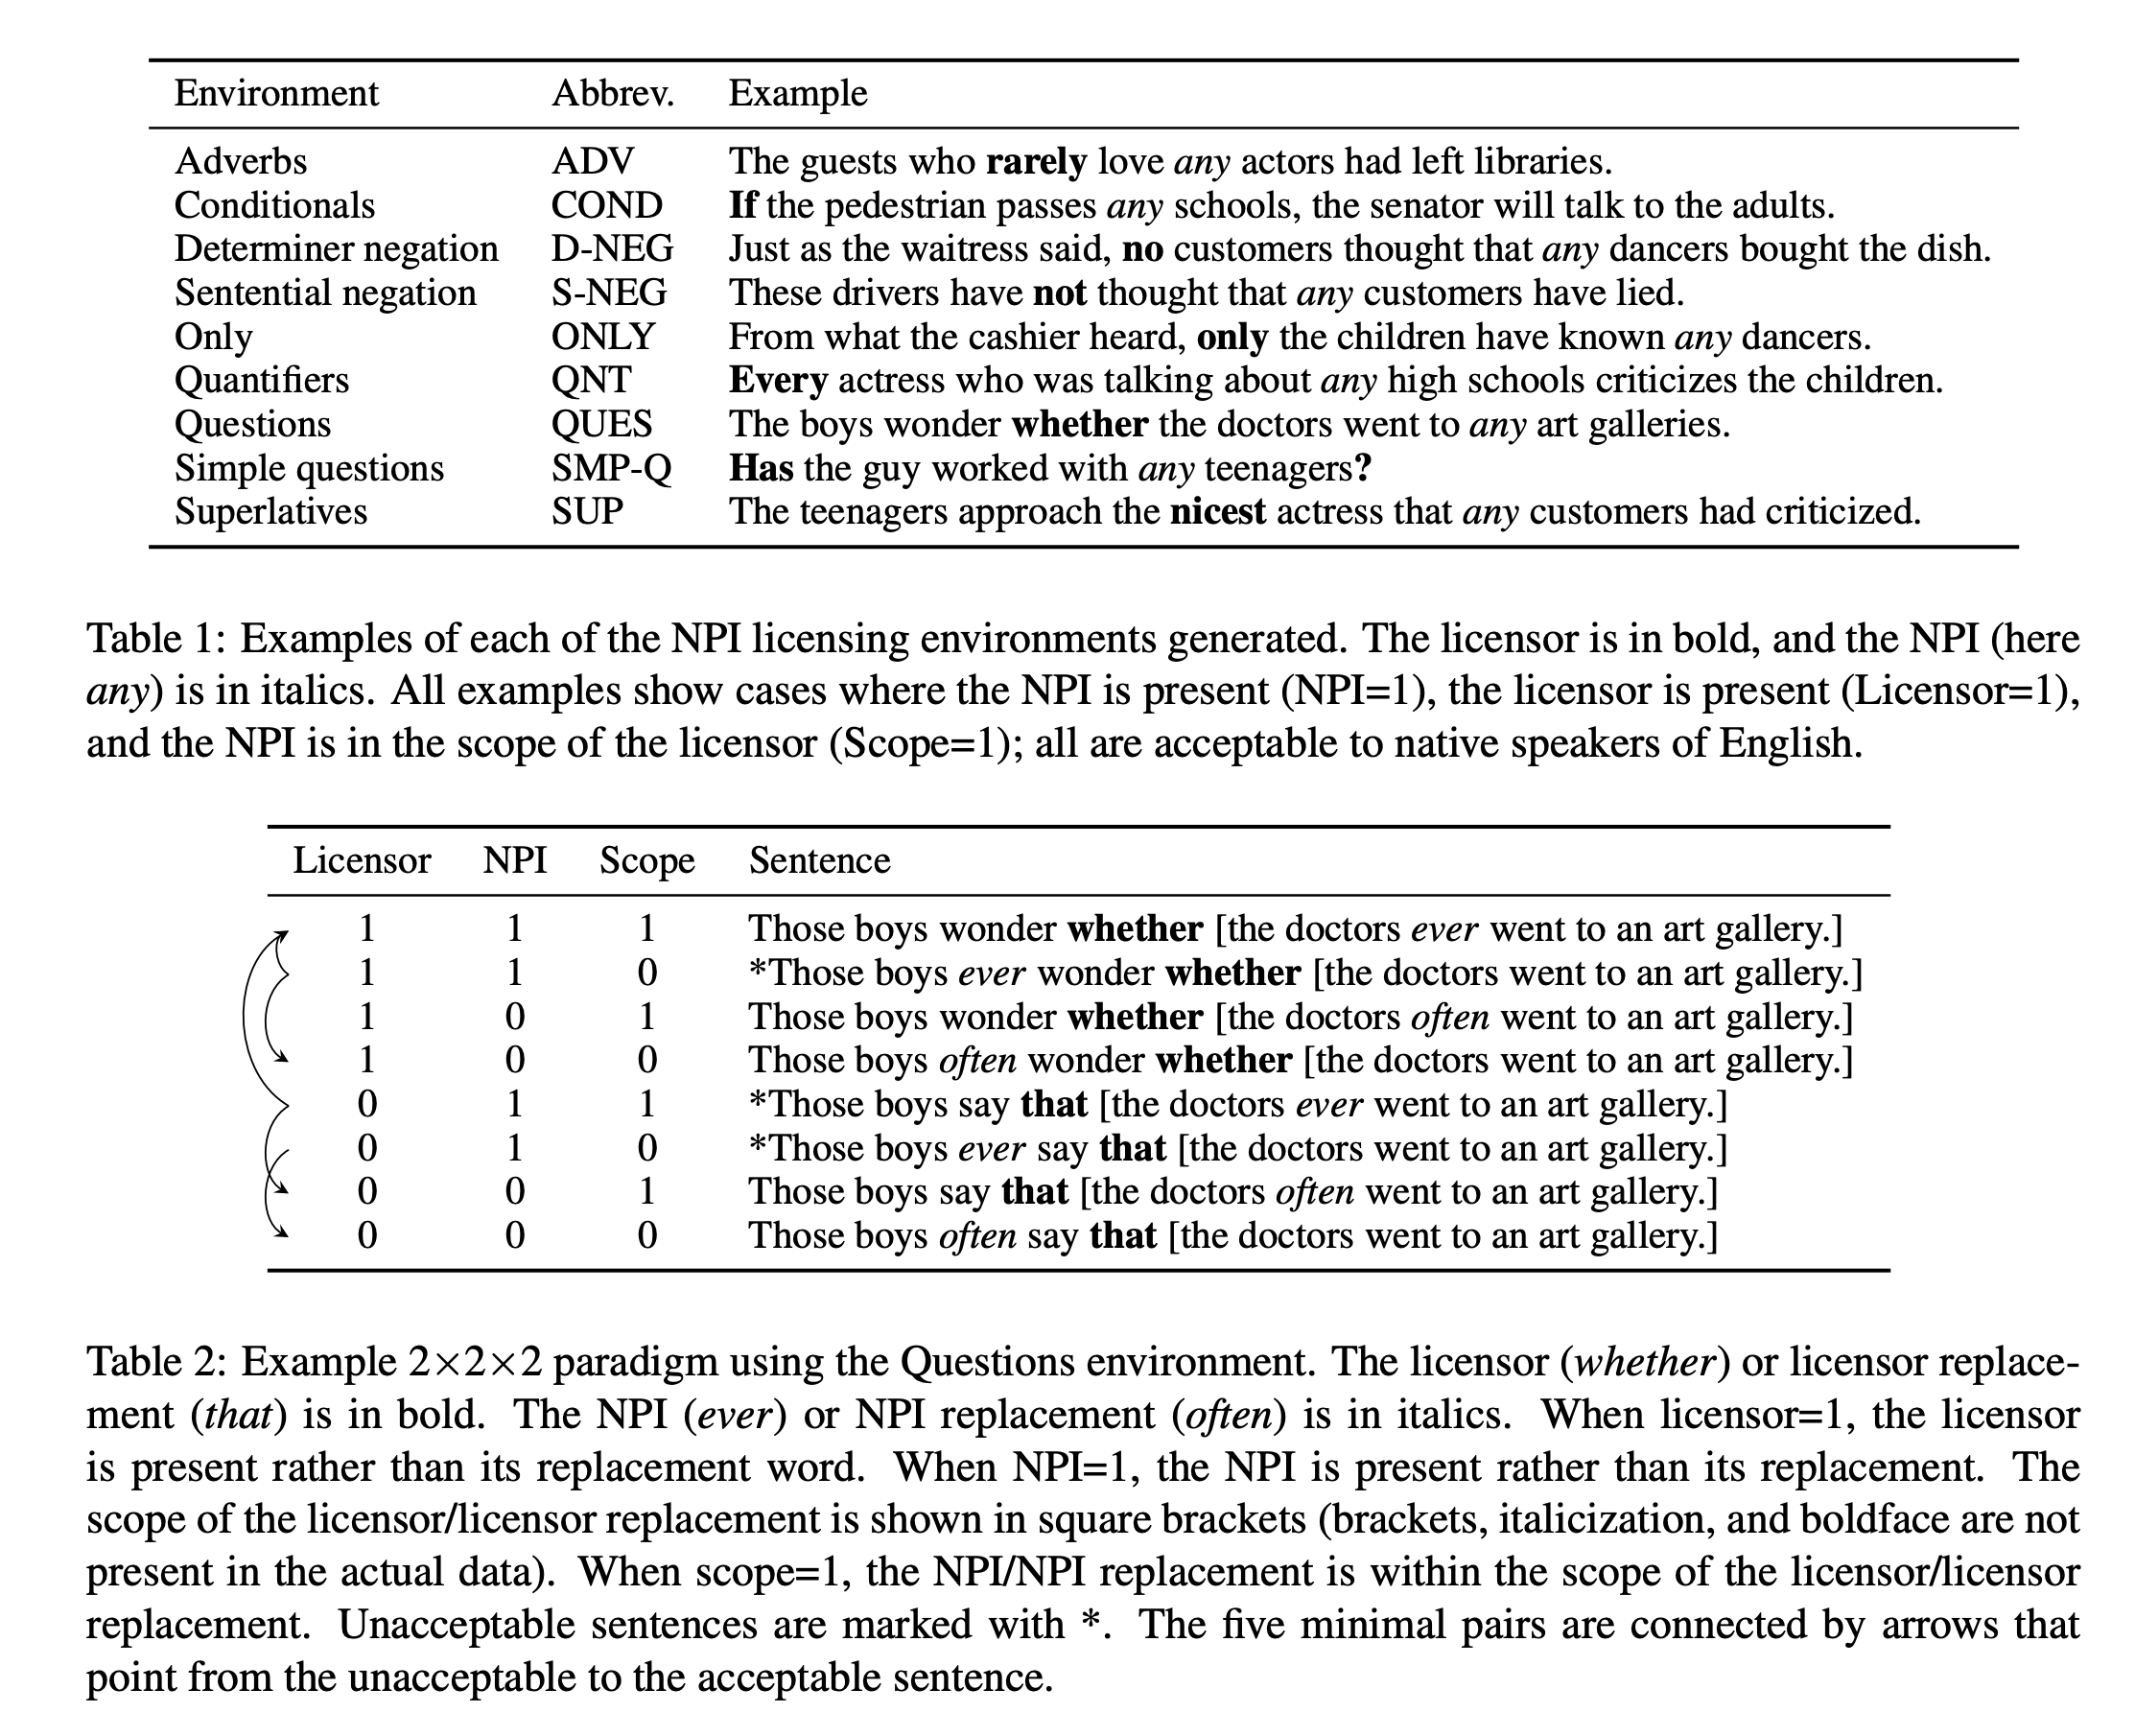 Environment Abbrev. Example
Adverbs ADV The guests who rarely love any actors had left libraries.
Conditionals COND If the pedestrian passes any schools, the senator will talk to the adults.
Determiner negation D-NEG Just as the waitress said, no customers thought that any dancers bought the dish.
Sentential negation S-NEG These drivers have not thought that any customers have lied.
Only ONLY From what the cashier heard, only the children have known any dancers.
Quantifiers QNT Every actress who was talking about any high schools criticizes the children.
Questions QUES The boys wonder whether the doctors went to any art galleries.
Simple questions SMP-Q Has the guy worked with any teenagers?
Superlatives SUP The teenagers approach the nicest actress that any customers had criticized.
Table 1: Examples of each of the NPI licensing environments generated. The licensor is in bold, and the NPI (here
any) is in italics. All examples show cases where the NPI is present (NPI=1), the licensor is present (Licensor=1),
and the NPI is in the scope of the licensor (Scope=1); all are acceptable to native speakers of English.
Licensor NPI Scope Sentence
1 1 1 Those boys wonder whether [the doctors ever went to an art gallery.]
1 1 0 *Those boys ever wonder whether [the doctors went to an art gallery.]
1 0 1 Those boys wonder whether [the doctors often went to an art gallery.]
1 0 0 Those boys often wonder whether [the doctors went to an art gallery.]
0 1 1 *Those boys say that [the doctors ever went to an art gallery.]
0 1 0 *Those boys ever say that [the doctors went to an art gallery.]
0 0 1 Those boys say that [the doctors often went to an art gallery.]
0 0 0 Those boys often say that [the doctors went to an art gallery.]
Table 2: Example 2×2×2 paradigm using the Questions environment. The licensor (whether) or licensor replace-
ment (that) is in bold. The NPI (ever) or NPI replacement (often) is in italics. When licensor=1, the licensor
is present rather than its replacement word. When NPI=1, the NPI is present rather than its replacement. The
scope of the licensor/licensor replacement is shown in square brackets (brackets, italicization, and boldface are not
present in the actual data). When scope=1, the NPI/NPI replacement is within the scope of the licensor/licensor
replacement. Unacceptable sentences are marked with *. The five minimal pairs are connected by arrows that
point from the unacceptable to the acceptable sentence.